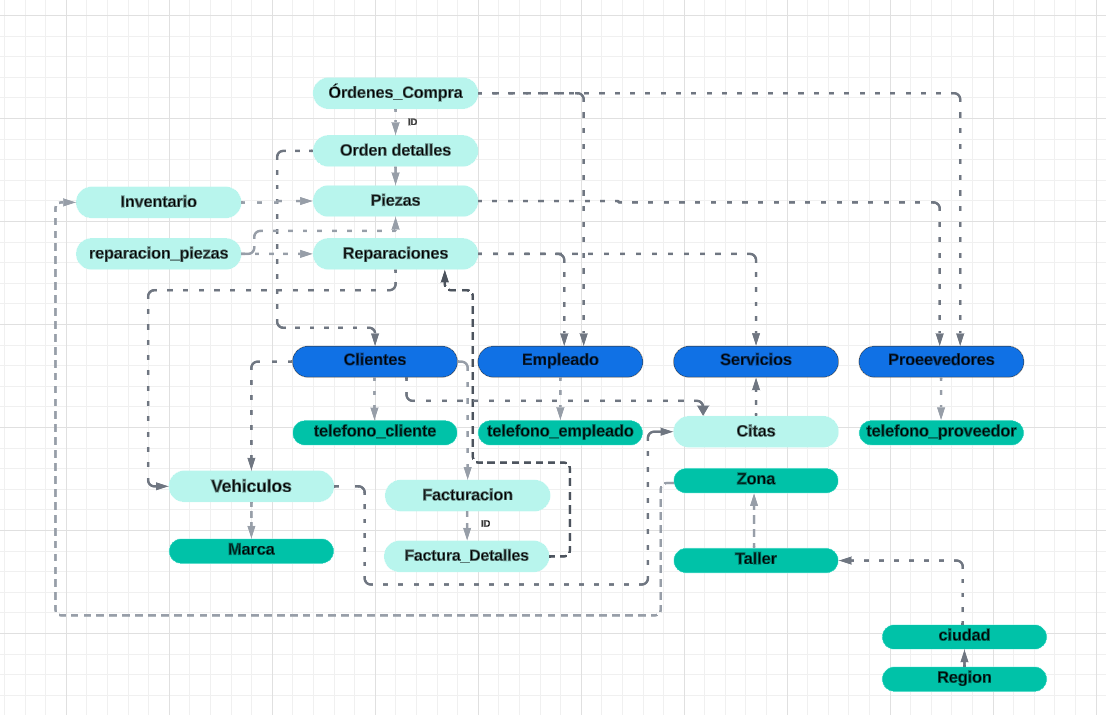 Órdenes_Compra
ID
Orden detalles
Inventario
Piezas
reparacion_piezas
Reparaciones
Clientes
Empleado
Servicios
Proeevedores
telefono_cliente
telefono_empleado
Citas
telefono_proveedor
Vehiculos
Facturacion
Zona
ID
Marca
Factura_Detalles
Taller
ciudad
Region